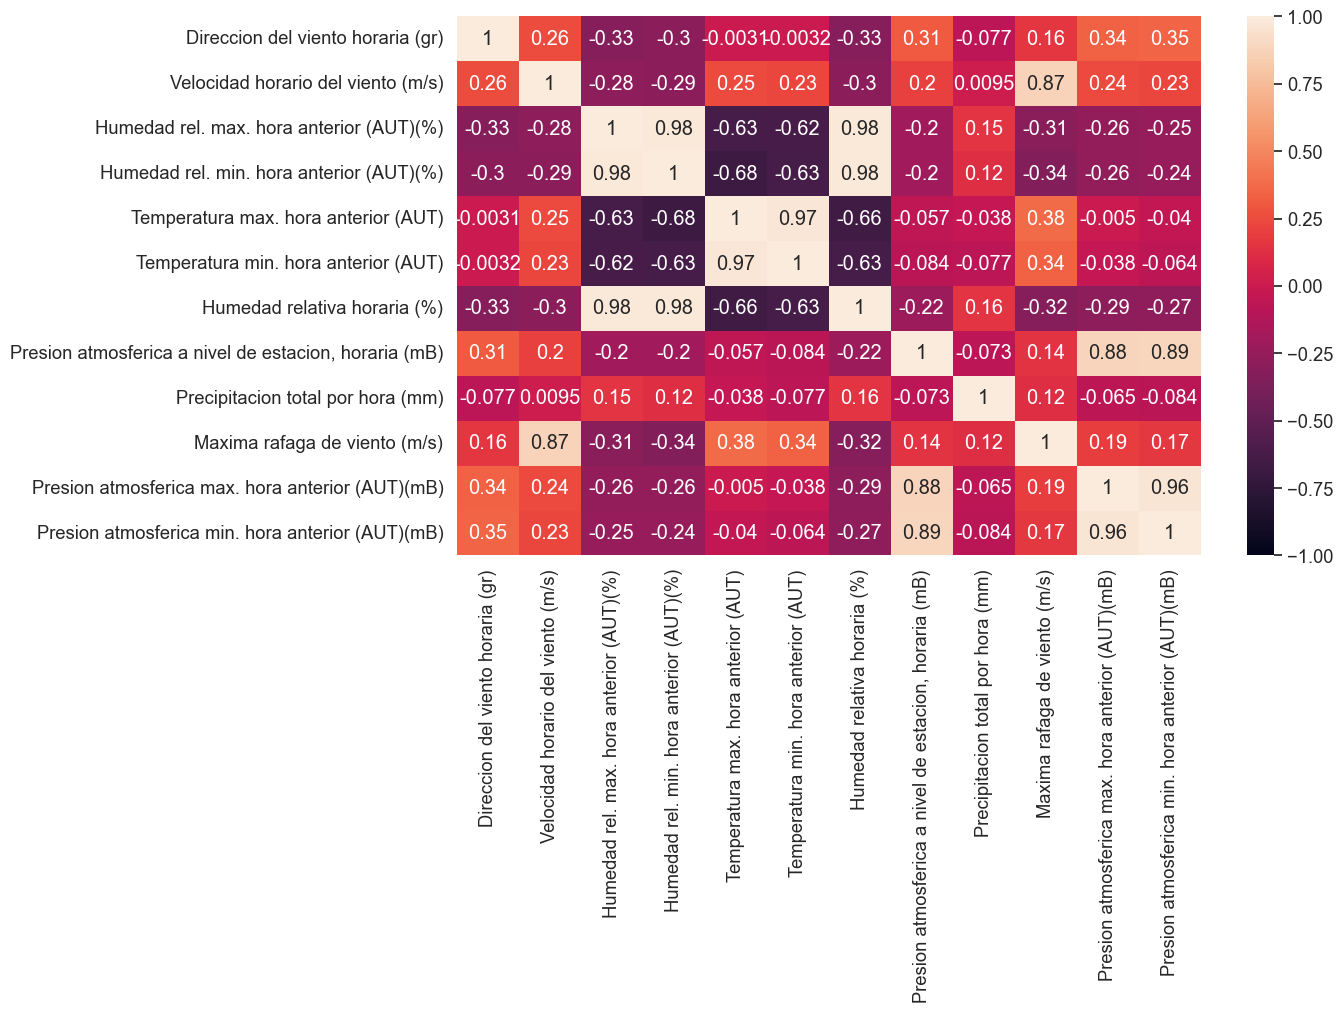 Direccion del viento horaria (gr) 1 0.26 -0.33 -0.3 -0.0031 -0.0032 -0.33 0.31 -0.077 0.16 0.34 0.35
Velocidad horario del viento (m/s) 0.26 1 -0.28 -0.29 0.25 0.23 -0.3 0.2 0.0095 0.87 0.24 0.23
Humedad rel. max. hora anterior (AUT)(%) -0.33 -0.28 1 0.98 -0.63 -0.62 0.98 -0.2 0.15 -0.31 -0.26 -0.25
Humedad rel. min. hora anterior (AUT)(%) -0.3 -0.29 0.98 1 -0.68 -0.63 0.98 -0.2 0.12 -0.34 -0.26 -0.24
Temperatura max. hora anterior (AUT) -0.0031 0.25 -0.63 -0.68 1 0.97 -0.66 -0.057 -0.038 0.38 -0.005 -0.04
Temperatura min. hora anterior (AUT) -0.0032 0.23 -0.62 -0.63 0.97 1 -0.63 -0.084 -0.077 0.34 -0.038 -0.064
Humedad relativa horaria (%) -0.33 -0.3 0.98 0.98 -0.66 -0.63 1 -0.22 0.16 -0.32 -0.29 -0.27
Presion atmosferica a nivel de estacion, horaria (mB) 0.31 0.2 -0.2 -0.2 -0.057 -0.084 -0.22 1 -0.073 0.14 0.88 0.89
Precipitacion total por hora (mm) -0.077 0.0095 0.15 0.12 -0.038 -0.077 0.16 -0.073 1 0.12 -0.065 -0.084
Maxima rafaga de viento (m/s) 0.16 0.87 -0.31 -0.34 0.38 0.34 -0.32 0.14 0.12 1 0.19 0.17
Presion atmosferica max. hora anterior (AUT)(mB) 0.34 0.24 -0.26 -0.26 -0.005 -0.038 -0.29 0.88 -0.065 0.19 1 0.96
Presion atmosferica min. hora anterior (AUT)(mB) 0.35 0.23 -0.25 -0.24 -0.04 -0.064 -0.27 0.89 -0.084 0.17 0.96 1
Direccion del viento horaria (gr)
Velocidad horario del viento (m/s)
Humedad rel. max. hora anterior (AUT)(%)
Humedad rel. min. hora anterior (AUT)(%)
Temperatura max. hora anterior (AUT)
Temperatura min. hora anterior (AUT)
Humedad relativa horaria (%)
Presion atmosferica a nivel de estacion, horaria (mB)
Precipitacion total por hora (mm)
Maxima rafaga de viento (m/s)
Presion atmosferica max. hora anterior (AUT)(mB)
Presion atmosferica min. hora anterior (AUT)(mB)
1.00
0.75
0.50
0.25
0.00
−0.25
−0.50
−0.75
−1.00